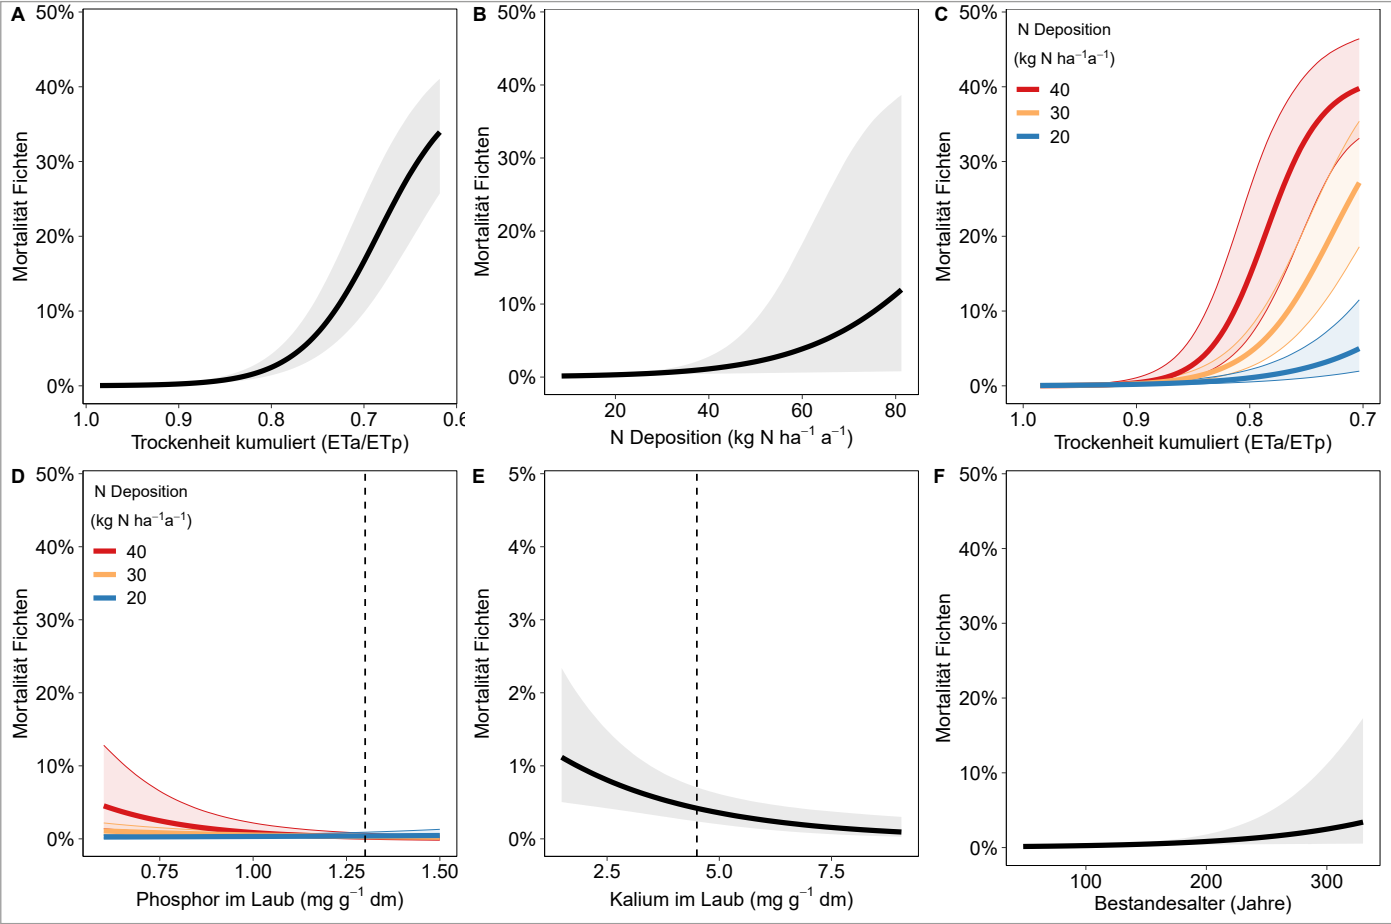 A
50%
40%
30%
20%
10%
0%
Mortalität Fichten
1.0 0.9 0.8 0.7 0.6
Trockenheit kumuliert (ETa/ETp)
B
50%
40%
30%
20%
10%
0%
Mortalität Fichten
20 40 60 80
N Deposition (kg N ha⁻¹ a⁻¹)
C
50%
40%
30%
20%
10%
0%
Mortalität Fichten
N Deposition
(kg N ha⁻¹a⁻¹)
40
30
20
1.0 0.9 0.8 0.7
Trockenheit kumuliert (ETa/ETp)
D
50%
40%
30%
20%
10%
0%
Mortalität Fichten
N Deposition
(kg N ha⁻¹a⁻¹)
40
30
20
0.75 1.00 1.25 1.50
Phosphor im Laub (mg g⁻¹ dm)
E
5%
4%
3%
2%
1%
0%
Mortalität Fichten
2.5 5.0 7.5
Kalium im Laub (mg g⁻¹ dm)
F
50%
40%
30%
20%
10%
0%
Mortalität Fichten
100 200 300
Bestandesalter (Jahre)